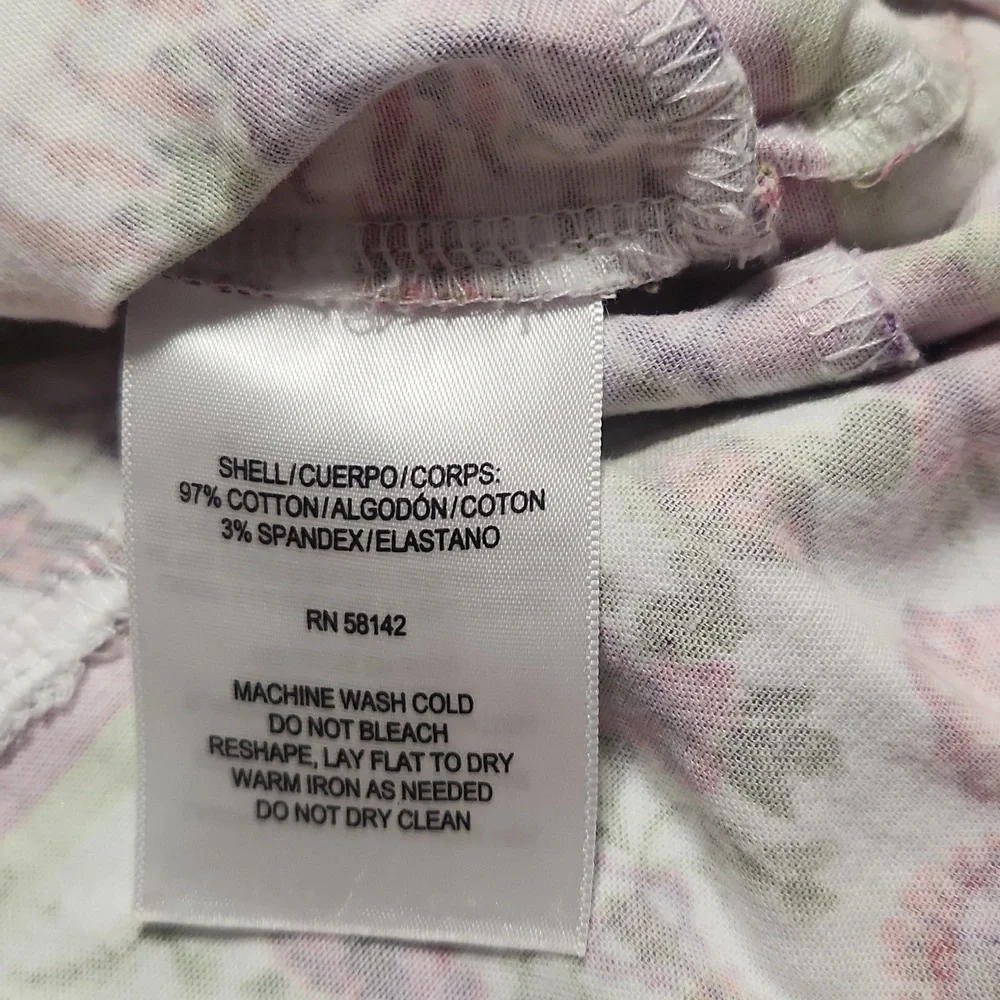 SHELL/CUERPO/CORPS:
97% COTTON/ALGODÓN/COTON
3% SPANDEX/ELASTANO
RN 58142
MACHINE WASH COLD
DO NOT BLEACH
RESHAPE, LAY FLAT TO DRY
WARM IRON AS NEEDED
DO NOT DRY CLEAN